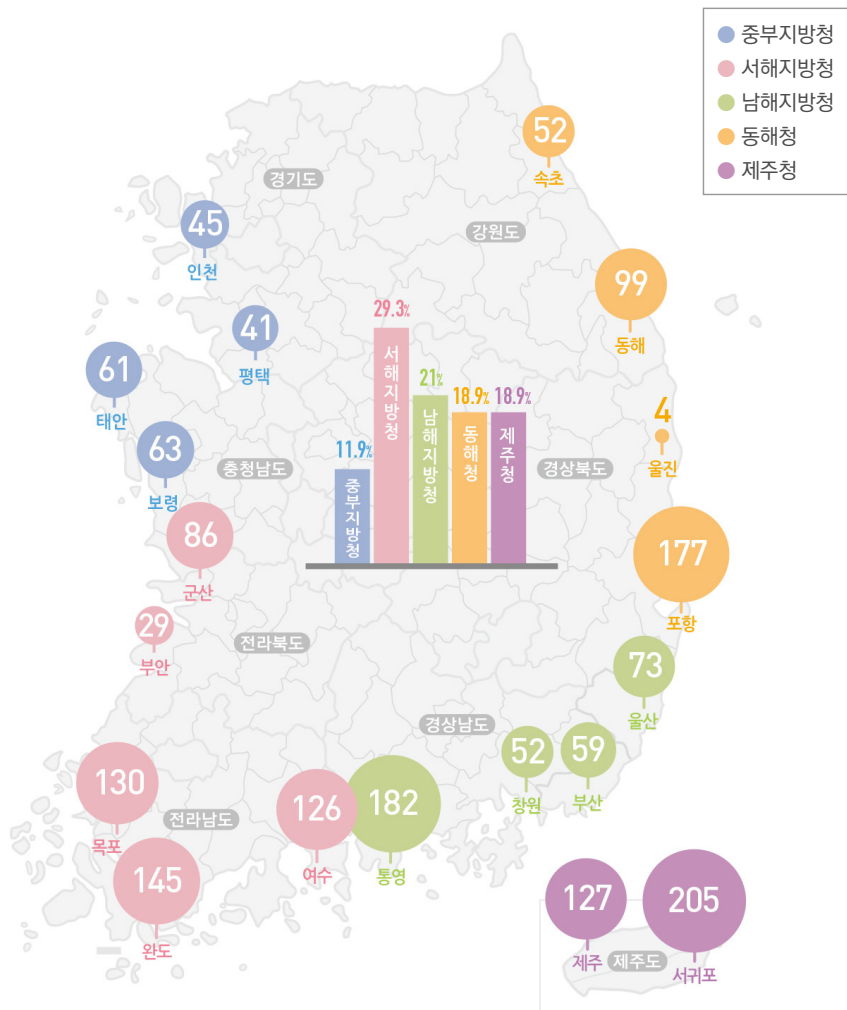 중부지방청
서해지방청
남해지방청
동해청
제주청
52
속초
경기도
45
인천
강원도
99
동해
41
평택
61
태안
4
울진
63
보령
충청남도
경상북도
29.3%
서해지방청
21%
남해지방청
18.9%
동해청
18.9%
제주청
11.9%
중부지방청
86
군산
177
포항
29
부안
전라북도
73
울산
경상남도
52
창원
59
부산
130
목포
전라남도
126
여수
182
통영
145
완도
127
제주
제주도
205
서귀포